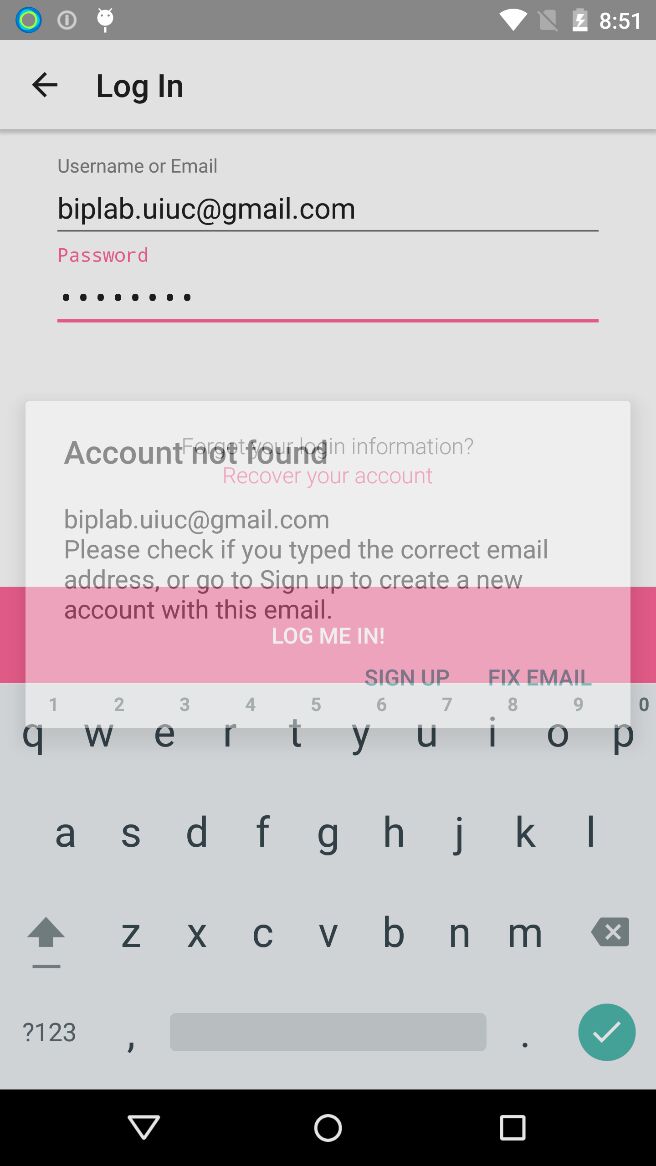 8:51
Log In
Username or Email
biplab.uiuc@gmail.com
Password
••••••••
Forgot your login information?
Account not found
Recover your account
biplab.uiuc@gmail.com
Please check if you typed the correct email
address, or go to Sign up to create a new
account with this email.
LOG ME IN!
SIGN UP FIX EMAIL
1 2 3 4 5 6 7 8 9 0
q w e r t y u i o p
a s d f g h j k l
z x c v b n m
?123 , .